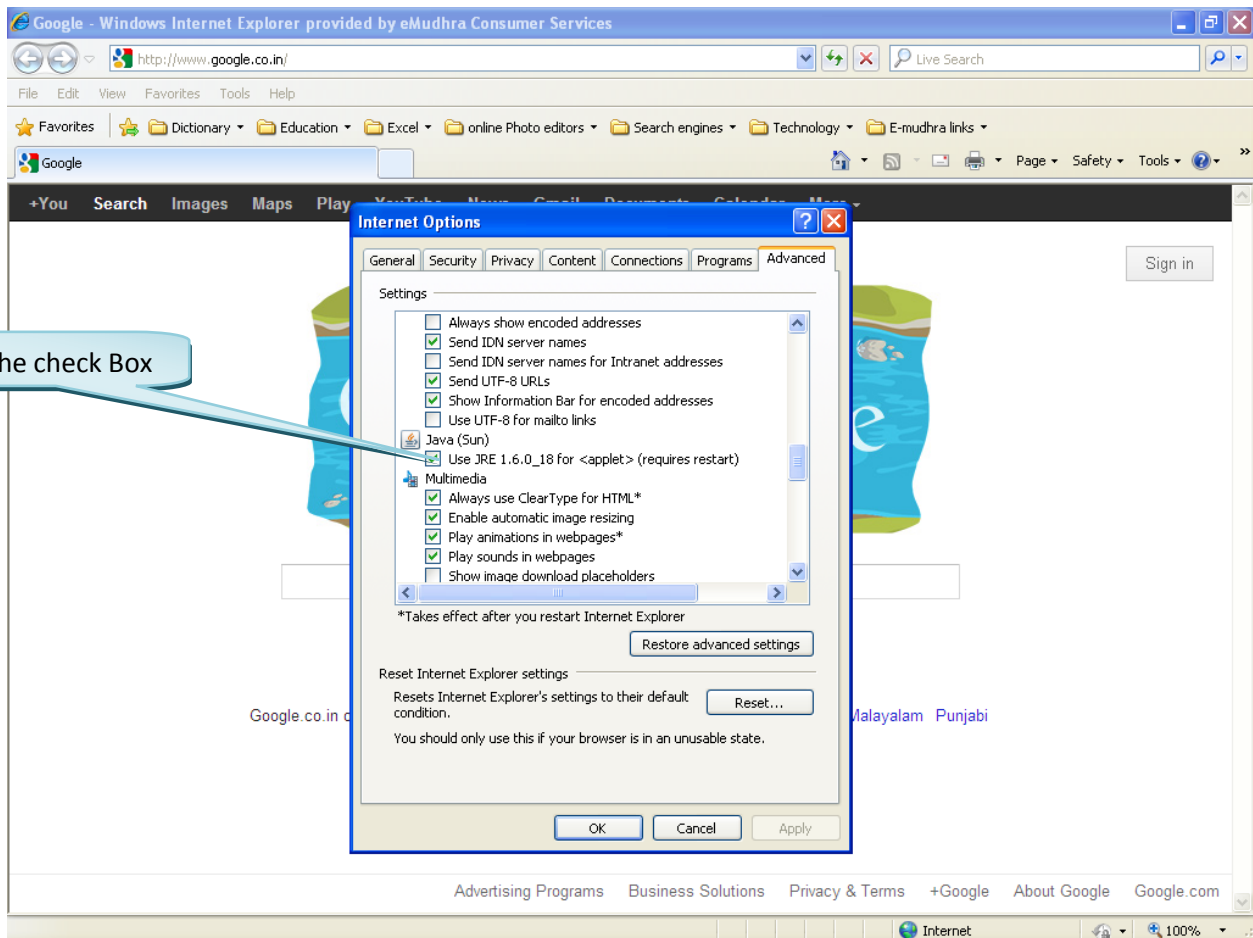 Google - Windows Internet Explorer provided by eMudhra Consumer Services
http://www.google.co.in/
Live Search
File Edit View Favorites Tools Help
Favorites Dictionary Education Excel online Photo editors Search engines Technology E-mudhra links
Google
Page Safety Tools
+You Search Images Maps Play YouTube News Gmail Documents Calendar More
Internet Options
General Security Privacy Content Connections Programs Advanced
Sign in
Settings
Always show encoded addresses
Send IDN server names
Send IDN server names for Intranet addresses
he check Box
Send UTF-8 URLs
Show Information Bar for encoded addresses
Use UTF-8 for mailto links
Java (Sun)
Use JRE 1.6.0_18 for <applet> (requires restart)
Multimedia
Always use ClearType for HTML*
Enable automatic image resizing
Play animations in webpages*
Play sounds in webpages
Show image download placeholders
*Takes effect after you restart Internet Explorer
Restore advanced settings
Reset Internet Explorer settings
Resets Internet Explorer's settings to their default
condition.
Reset...
Google.co.in
Malayalam Punjabi
You should only use this if your browser is in an unusable state.
OK Cancel Apply
Advertising Programs Business Solutions Privacy & Terms +Google About Google Google.com
Internet 100%